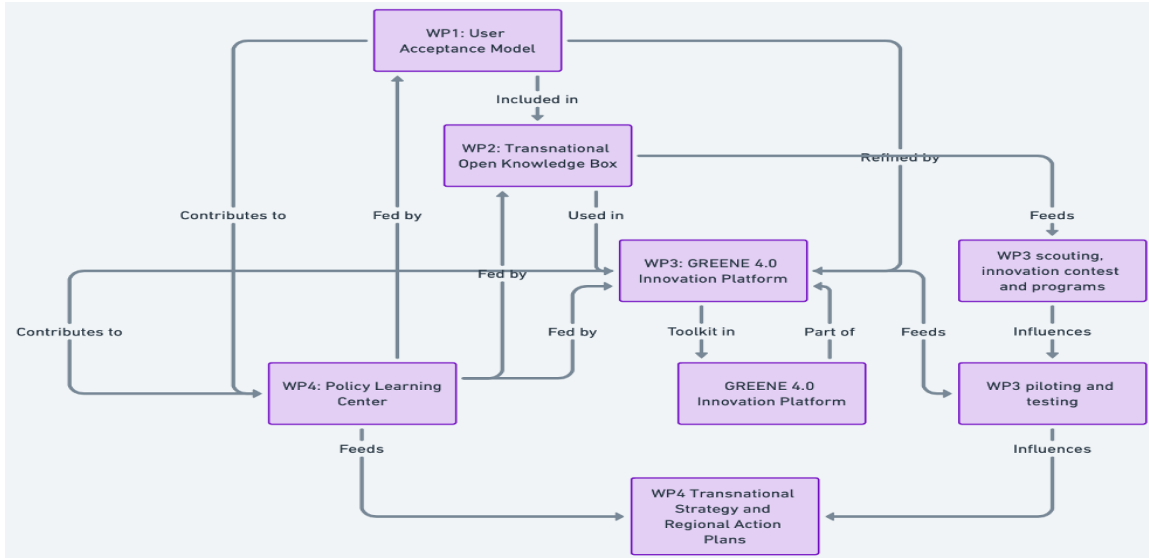 WP1: User
Acceptance Model
Included in
WP2: Transnational
Open Knowledge Box
Refined by
Contributes to
Fed by
Used in
Feeds
WP3: GREENE 4.0
Innovation Platform
WP3 scouting,
innovation contest
and programs
Fed by
Contributes to
Fed by
Toolkit in
Part of
Feeds
Influences
WP4: Policy Learning
Center
GREENE 4.0
Innovation Platform
WP3 piloting and
testing
Feeds
Influences
WP4 Transnational
Strategy and
Regional Action
Plans